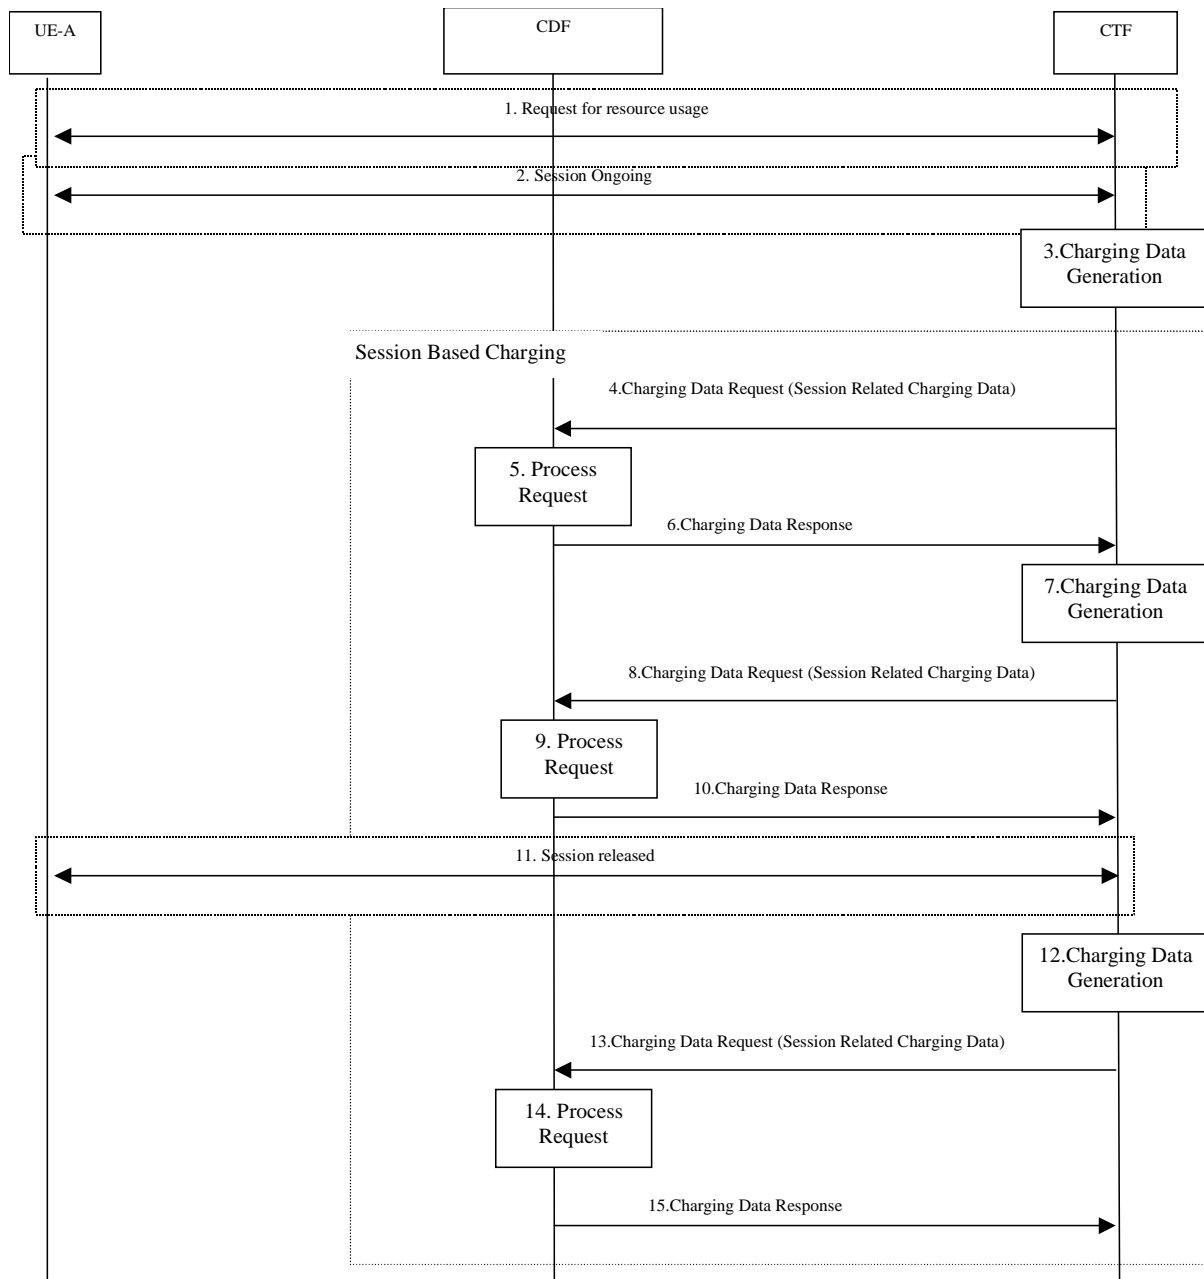 UE-A
CDF
CTF
1. Request for resource usage
2. Session Ongoing
3.Charging Data
Generation
Session Based Charging
4.Charging Data Request (Session Related Charging Data)
5. Process
Request
6.Charging Data Response
7.Charging Data
Generation
8.Charging Data Request (Session Related Charging Data)
9. Process
Request
10.Charging Data Response
11. Session released
12.Charging Data
Generation
13.Charging Data Request (Session Related Charging Data)
14. Process
Request
15.Charging Data Response